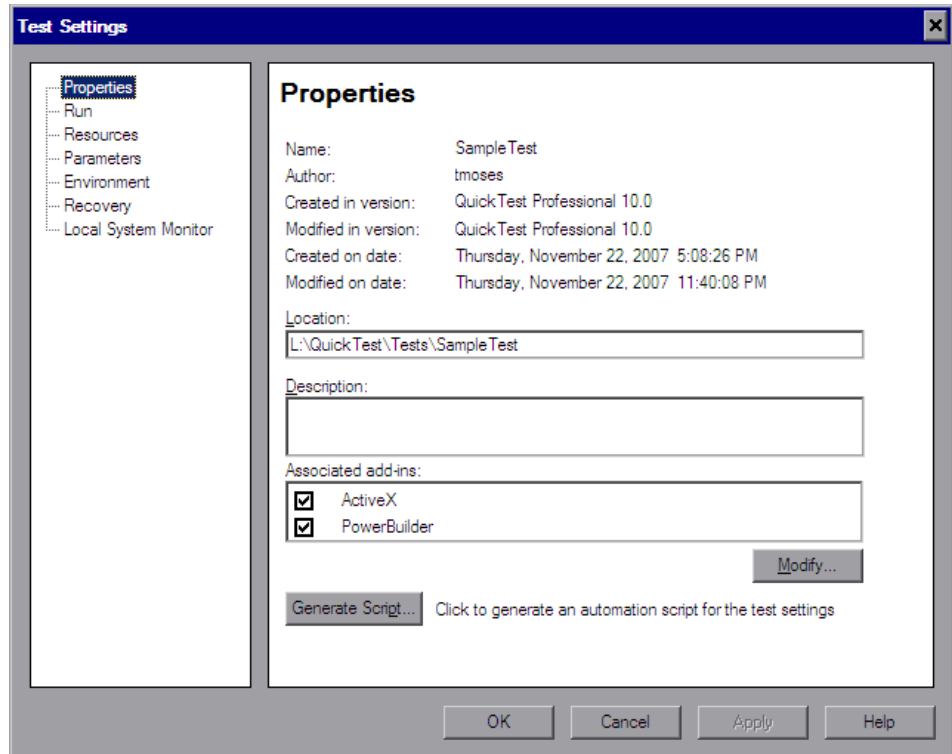 Test Settings
Properties
Run
Resources
Parameters
Environment
Recovery
Local System Monitor
Properties
Name: SampleTest
Author: tmoses
Created in version: QuickTest Professional 10.0
Modified in version: QuickTest Professional 10.0
Created on date: Thursday, November 22, 2007 5:08:26 PM
Modified on date: Thursday, November 22, 2007 11:40:08 PM
Location:
L:\QuickTest\Tests\SampleTest
Description:
Associated add-ins:
ActiveX
PowerBuilder
Modify...
Generate Script... Click to generate an automation script for the test settings
OK Cancel Apply Help